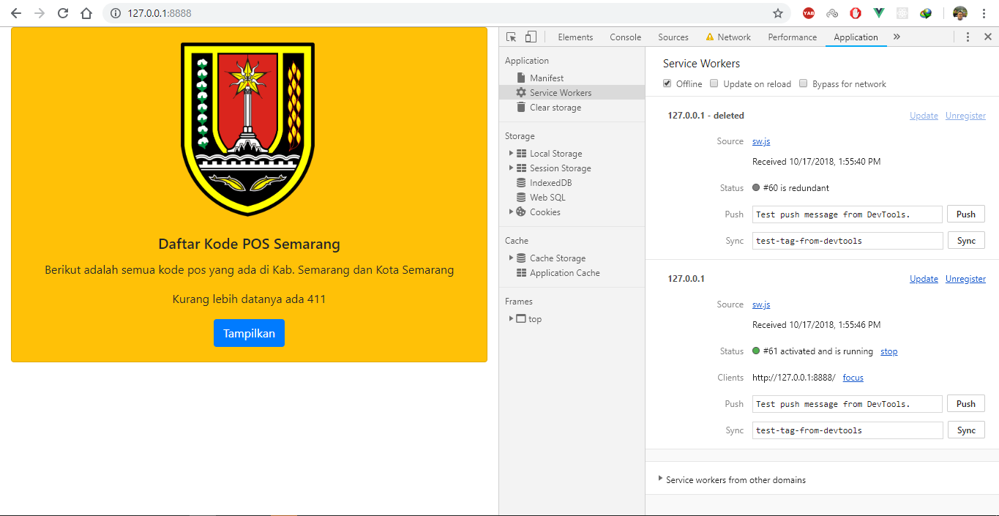 127.0.0.1:8888
YAB
Daftar Kode POS Semarang
Berikut adalah semua kode pos yang ada di Kab. Semarang dan Kota Semarang
Kurang lebih datanya ada 411
Tampilkan
Elements Console Sources Network Performance Application »
Application
Manifest
Service Workers
Clear storage
Storage
Local Storage
Session Storage
IndexedDB
Web SQL
Cookies
Cache
Cache Storage
Application Cache
Frames
top
Service Workers
Offline Update on reload Bypass for network
127.0.0.1 - deleted Update Unregister
Source sw.js
Received 10/17/2018, 1:55:40 PM
Status #60 is redundant
Push Test push message from DevTools. Push
Sync test-tag-from-devtools Sync
127.0.0.1 Update Unregister
Source sw.js
Received 10/17/2018, 1:55:46 PM
Status #61 activated and is running stop
Clients http://127.0.0.1:8888/ focus
Push Test push message from DevTools. Push
Sync test-tag-from-devtools Sync
Service workers from other domains